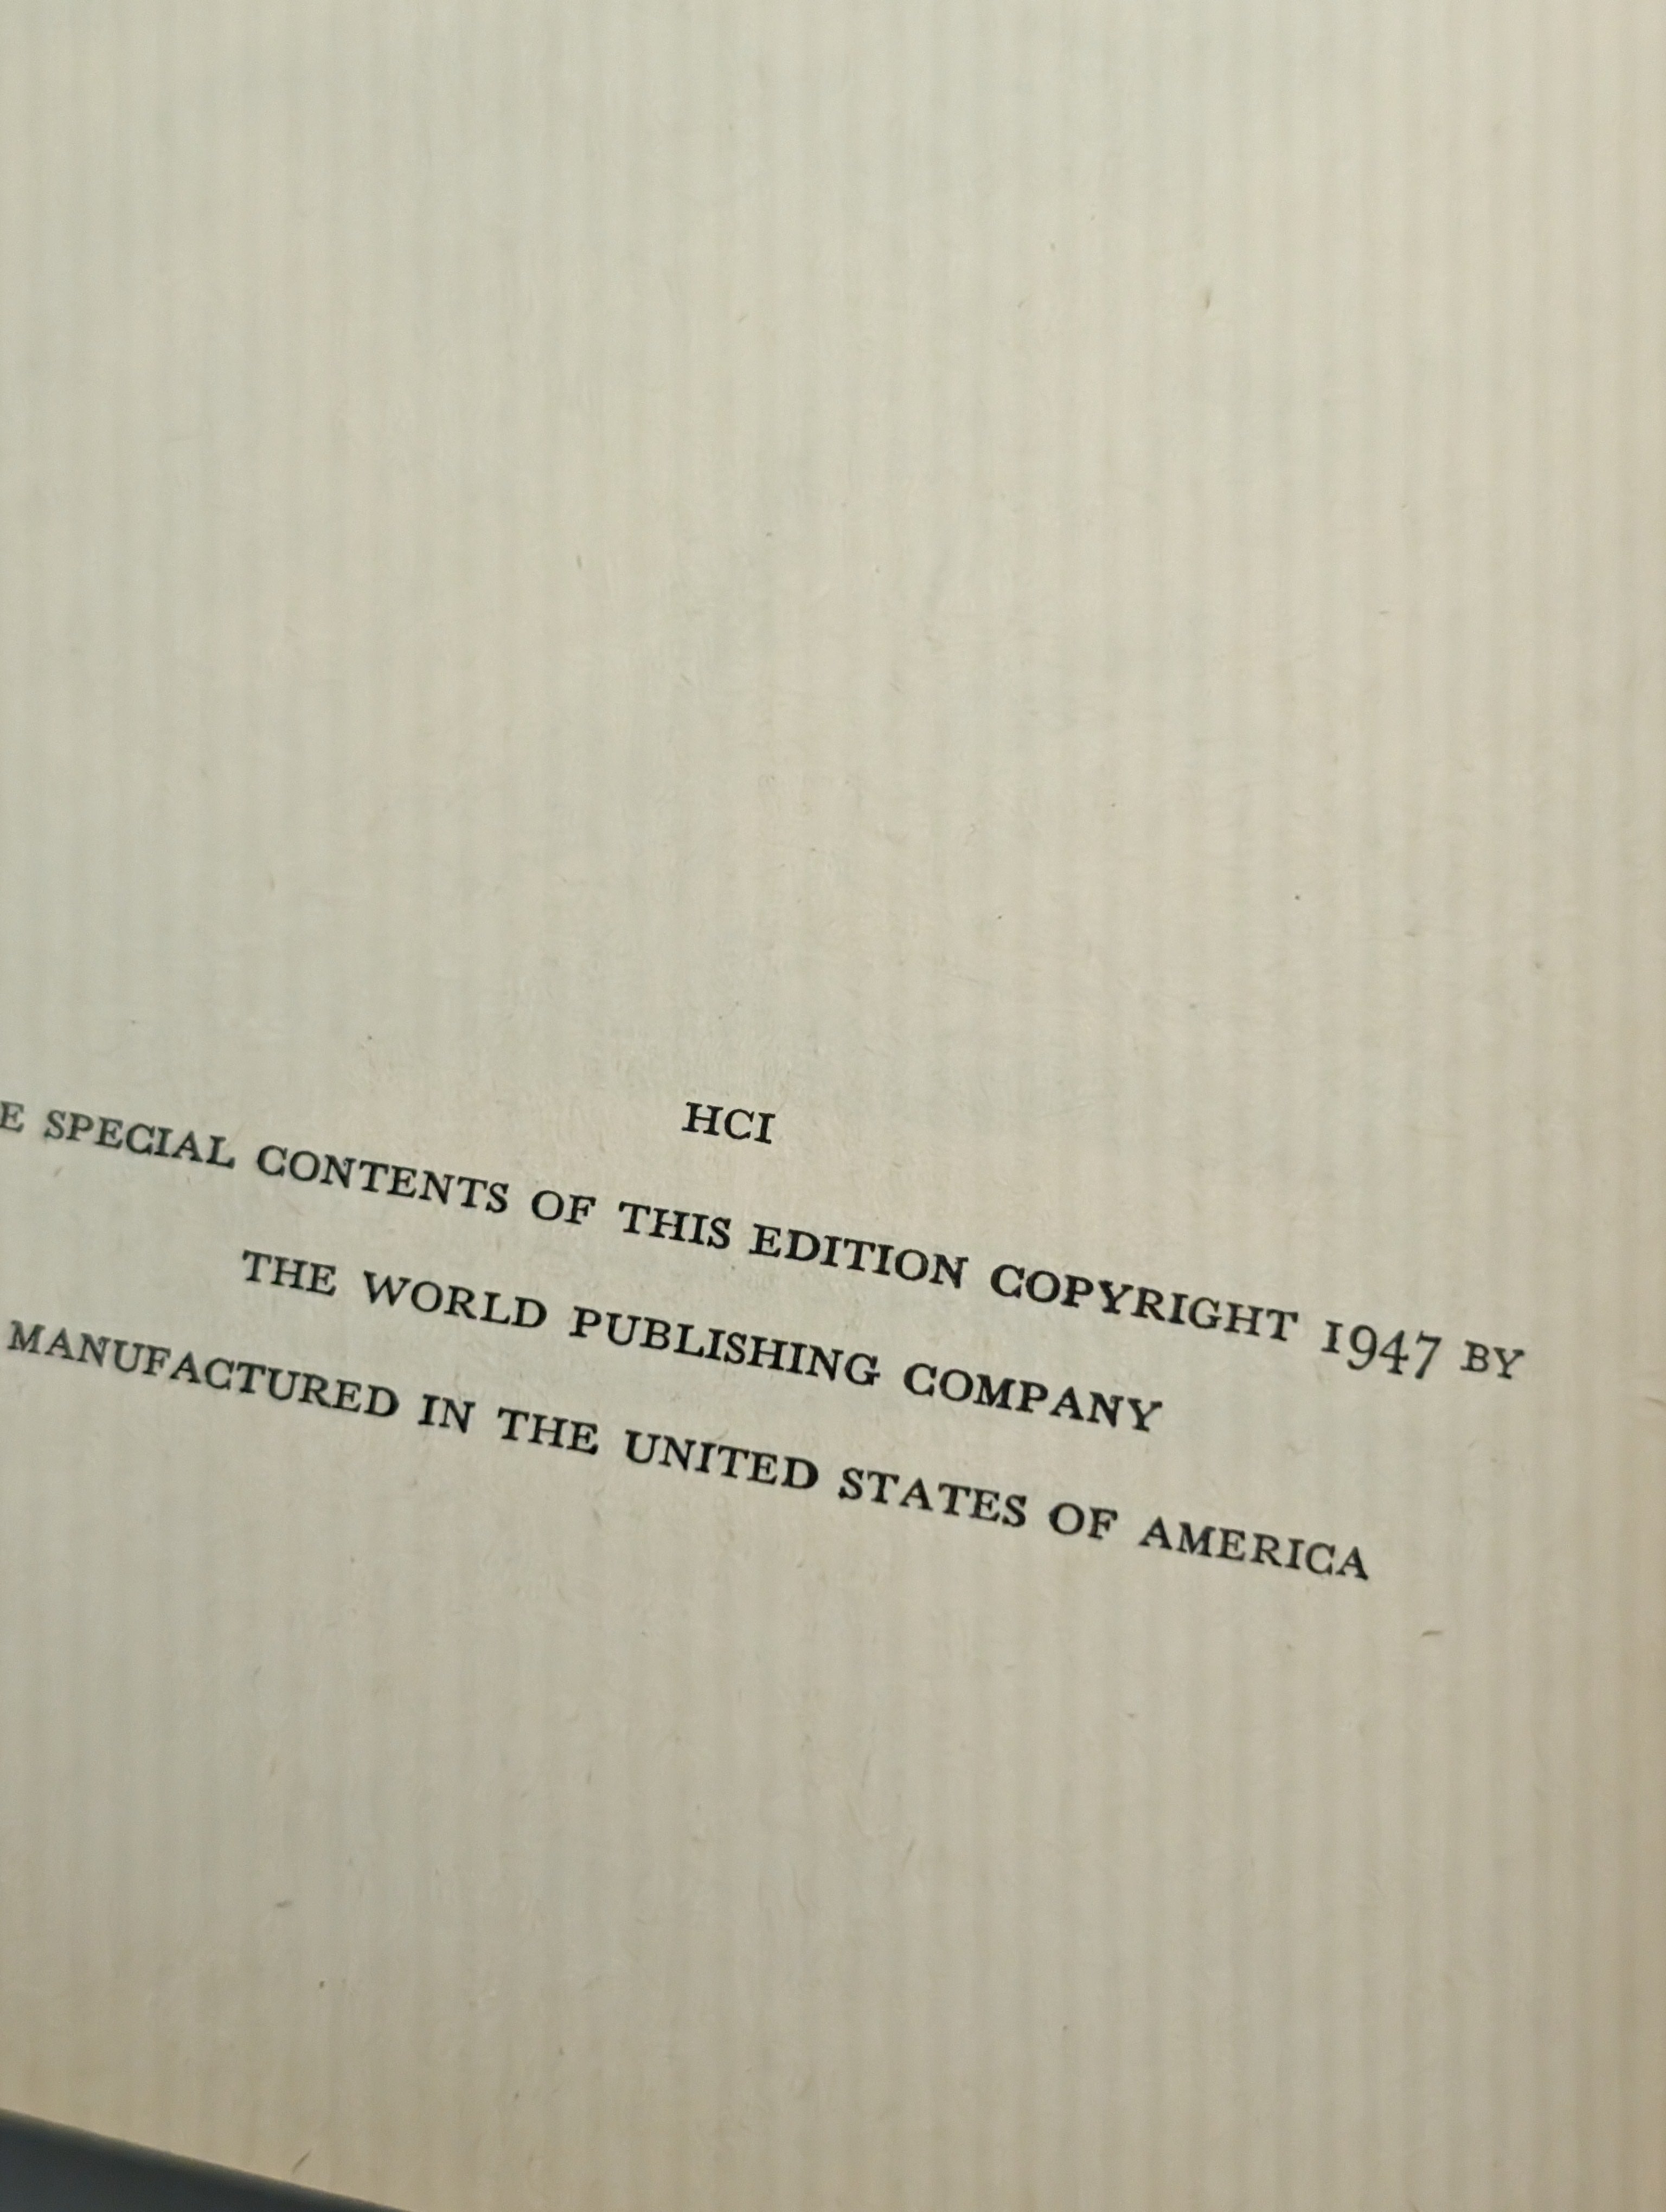 HCI
SPECIAL CONTENTS OF THIS EDITION COPYRIGHT 1947 BY
THE WORLD PUBLISHING COMPANY
MANUFACTURED IN THE UNITED STATES OF AMERICA